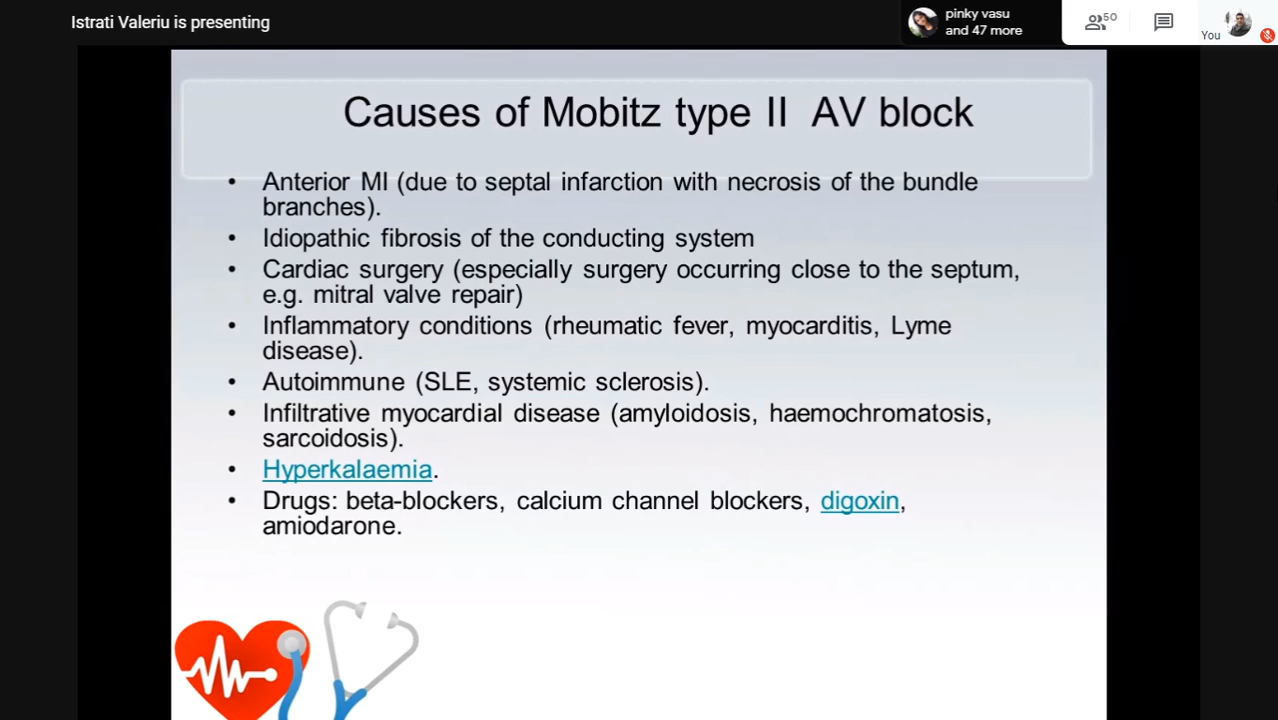 Istrati Valeriu is presenting
pinky vasu
and 47 more
50
You
Causes of Mobitz type II AV block
• Anterior MI (due to septal infarction with necrosis of the bundle
branches).
• Idiopathic fibrosis of the conducting system
• Cardiac surgery (especially surgery occurring close to the septum,
e.g. mitral valve repair)
• Inflammatory conditions (rheumatic fever, myocarditis, Lyme
disease).
• Autoimmune (SLE, systemic sclerosis).
• Infiltrative myocardial disease (amyloidosis, haemochromatosis,
sarcoidosis).
• Hyperkalaemia.
• Drugs: beta-blockers, calcium channel blockers, digoxin,
amiodarone.